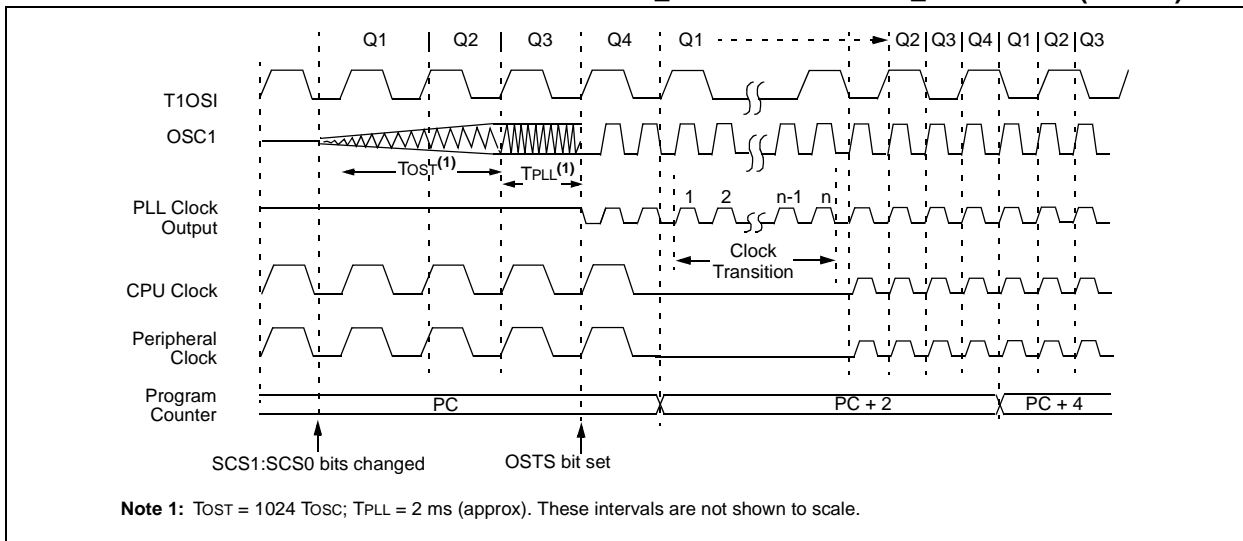 Q1 Q2 Q3 Q4 Q1 Q2 Q3 Q4 Q1 Q2 Q3
T1OSI
OSC1
TOST(1)
TPLL(1)
PLL Clock
Output
1 2 n-1 n
Clock
Transition
CPU Clock
Peripheral
Clock
Program
Counter
PC PC + 2 PC + 4
SCS1:SCS0 bits changed
OSTS bit set
Note 1: TOST = 1024 TOSC; TPLL = 2 ms (approx). These intervals are not shown to scale.